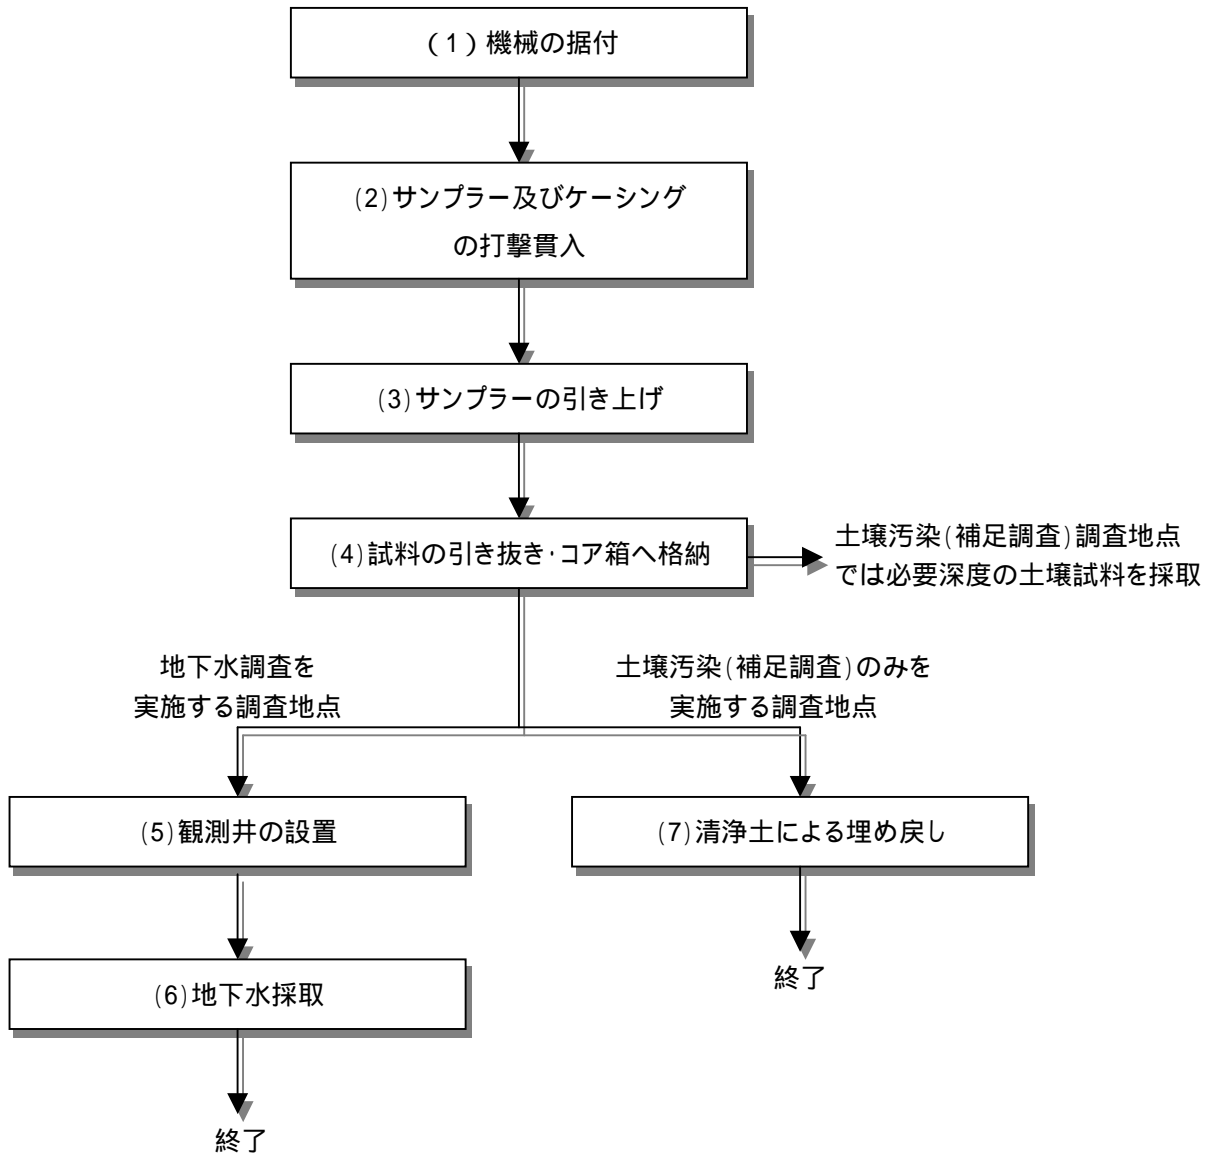 (1)機械の据付
(2)サンプラー及びケーシング
の打撃貫入
(3)サンプラーの引き上げ
(4)試料の引き抜き・コア箱へ格納
土壌汚染(補足調査)調査地点
では必要深度の土壌試料を採取
地下水調査を
実施する調査地点
土壌汚染(補足調査)のみを
実施する調査地点
(5)観測井の設置
(7)清浄土による埋め戻し
(6)地下水採取
終了
終了